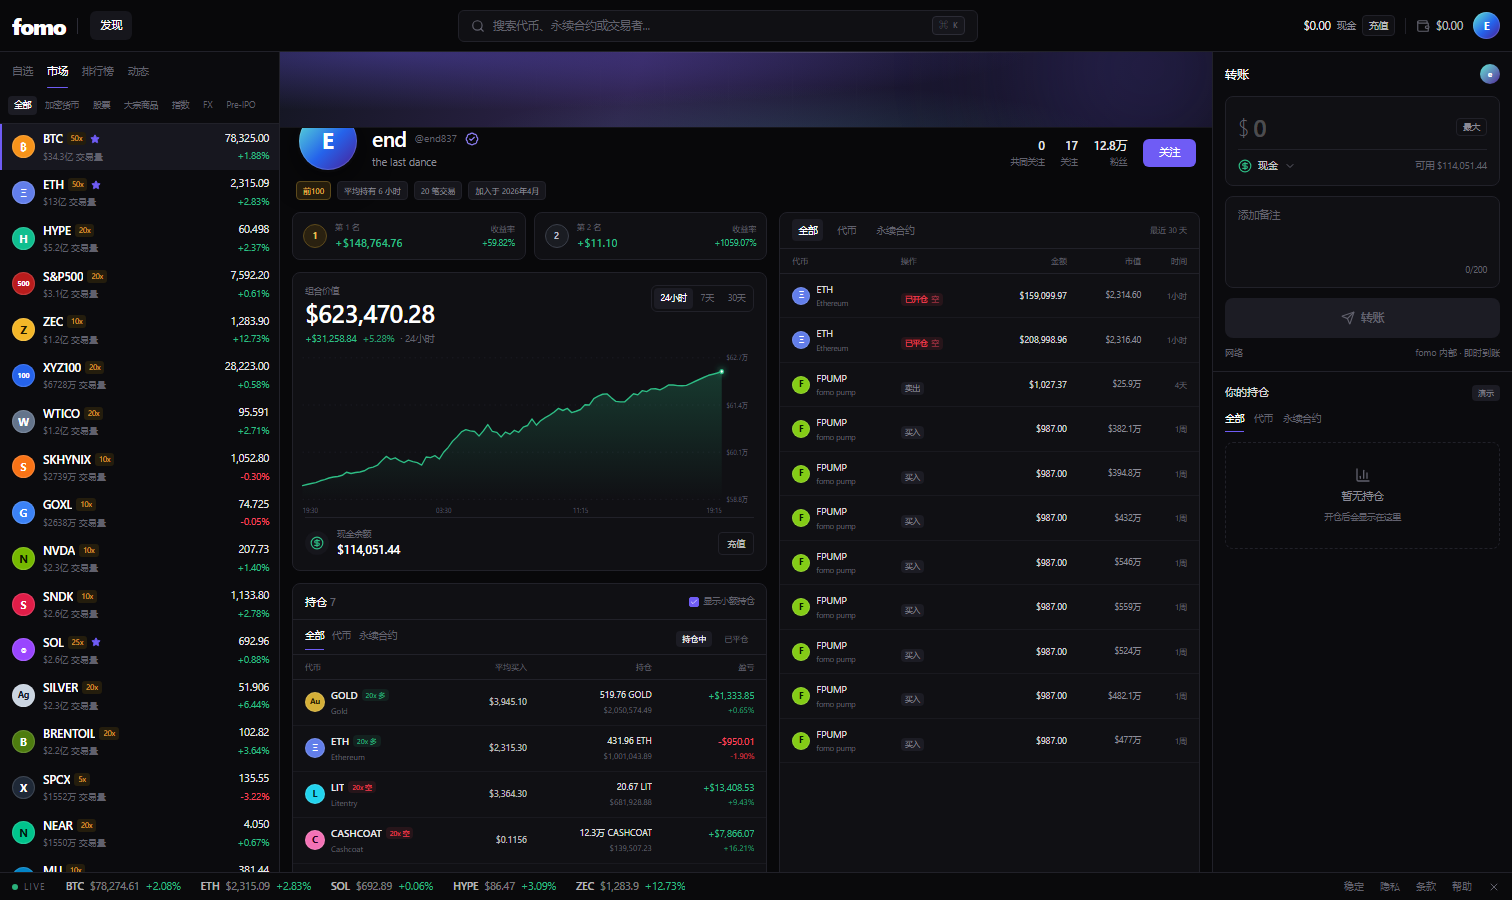 fomo
发现
搜索代币、永续合约或交易者...
⌘ K
$0.00 现金 充值
$0.00
E
自选 市场 排行榜 动态
全部 加密货币 股票 大宗商品 指数 FX Pre-IPO
BTC 50x 78,325.00
$34.3亿 交易量 +1.88%
ETH 50x 2,315.09
$13亿 交易量 +2.83%
HYPE 20x 60.498
$5.2亿 交易量 +2.37%
S&P500 20x 7,592.20
$3.1亿 交易量 +0.61%
ZEC 10x 1,283.90
$1.2亿 交易量 +12.73%
XYZ100 20x 28,223.00
$6728万 交易量 +0.58%
WTICO 20x 95.591
$1.2亿 交易量 +2.71%
SKHYNIX 10x 1,052.80
$2739万 交易量 -0.30%
GOXL 10x 74.725
$2638万 交易量 -0.05%
NVDA 10x 207.73
$2.3亿 交易量 +1.40%
SNDK 10x 1,133.80
$2.6亿 交易量 +2.78%
SOL 25x 692.96
$2.6亿 交易量 +0.88%
SILVER 20x 51.906
$2.3亿 交易量 +6.44%
BRENTOIL 20x 102.82
$2.2亿 交易量 +3.64%
SPCX 5x 135.55
$1552万 交易量 -3.22%
NEAR 20x 4.050
$1550万 交易量 +0.67%
MU 10x 381.44
E
end @end837
the last dance
0 17 12.8万
共同关注 关注 粉丝
关注
前100 平均持有 6 小时 20 笔交易 加入于 2026年4月
1 第 1 名 收益率
+$148,764.76 +59.82%
2 第 2 名 收益率
+$11.10 +1059.07%
组合价值
$623,470.28
+$31,258.84 +5.28% · 24小时
24小时 7天 30天
$62.7万
$61.4万
$60.1万
$58.8万
19:30 03:30 11:15 19:15
现金余额
$114,051.44
充值
持仓 7 显示小额持仓
全部 代币 永续合约 持仓中 已平仓
代币 平均买入 持仓 盈亏
Au GOLD 20x 多 $3,945.10 519.76 GOLD +$1,333.85
Gold $2,050,574.49 +0.65%
ETH 20x 多 $2,315.30 431.96 ETH -$950.01
Ethereum $1,001,043.89 -1.90%
L LIT 20x 空 $3,364.30 20.67 LIT +$13,408.53
Litentry $681,928.88 +9.43%
C CASHCOAT 20x 空 $0.1156 12.3万 CASHCOAT +$7,866.07
Cashcoat $139,507.23 +16.21%
全部 代币 永续合约 最近 30 天
代币 操作 金额 市值 时间
ETH 已开仓 空 $159,099.97 $2,314.60 1小时
Ethereum
ETH 已平仓 空 $208,998.96 $2,316.40 1小时
Ethereum
F FPUMP 卖出 $1,027.37 $25.9万 4天
fomo pump
F FPUMP 买入 $987.00 $382.1万 1周
fomo pump
F FPUMP 买入 $987.00 $394.8万 1周
fomo pump
F FPUMP 买入 $987.00 $432万 1周
fomo pump
F FPUMP 买入 $987.00 $546万 1周
fomo pump
F FPUMP 买入 $987.00 $559万 1周
fomo pump
F FPUMP 买入 $987.00 $524万 1周
fomo pump
F FPUMP 买入 $987.00 $482.1万 1周
fomo pump
F FPUMP 买入 $987.00 $477万 1周
fomo pump
转账
$ 0 最大
现金 可用 $114,051.44
添加备注
0/200
转账
网络 fomo 内部 · 即时到账
你的持仓 演示
全部 代币 永续合约
暂无持仓
开仓后会显示在这里
LIVE BTC $78,274.61 +2.08% ETH $2,315.09 +2.83% SOL $692.89 +0.06% HYPE $86.47 +3.09% ZEC $1,283.9 +12.73%
稳定 隐私 条款 帮助